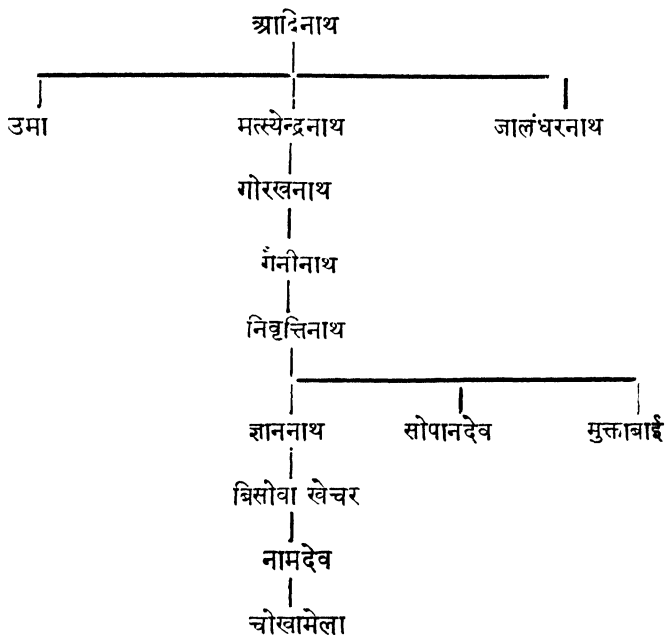 आदिनाथ
उमा मत्स्येन्द्रनाथ जालंधरनाथ
गोरखनाथ
गैनीनाथ
निवृत्तिनाथ
ज्ञाननाथ सोपानदेव मुक्ताबाई
बिसोवा खेचर
नामदेव
चोखामेला